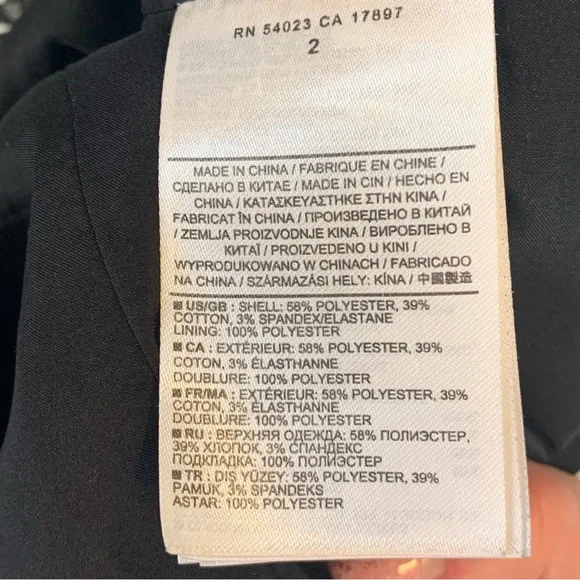 RN 54023 CA 17897
2
MADE IN CHINA / FABRIQUE EN CHINE /
СДЕЛАНО В КИТАЕ / MADE IN CIN / HECHO EN
CHINA / ΚΑΤΑΣΚΕΥΑΣΤΗΚΕ ΣΤΗΝ ΚΙΝΑ /
FABRICAT ÎN CHINA / ПРОИЗВЕДЕНО В КИТАЙ
/ ZEMLJA PROIZVODNJE KINA / ВИРОБЛЕНО В
КИТАЇ / PROIZVEDENO U KINI /
WYPRODUKOWANO W CHINACH / FABRICADO
NA CHINA / SZÁRMAZÁSI HELY: KÍNA / 中國製造
US/GB : SHELL: 58% POLYESTER, 39%
COTTON, 3% SPANDEX/ELASTANE
LINING: 100% POLYESTER
CA : EXTÉRIEUR: 58% POLYESTER, 39%
COTON, 3% ÉLASTHANNE
DOUBLURE: 100% POLYESTER
FR/MA : EXTÉRIEUR: 58% POLYESTER, 39%
COTON, 3% ÉLASTHANNE
DOUBLURE: 100% POLYESTER
RU : ВЕРХНЯЯ ОДЕЖДА: 58% ПОЛИЭСТЕР,
39% ХЛОПОК, 3% СПАНДЕКС
ПОДКЛАДКА: 100% ПОЛИЭСТЕР
TR : DIŞ YÜZEY: 58% POLYESTER, 39%
PAMUK, 3% SPANDEKS
ASTAR: 100% POLYESTER